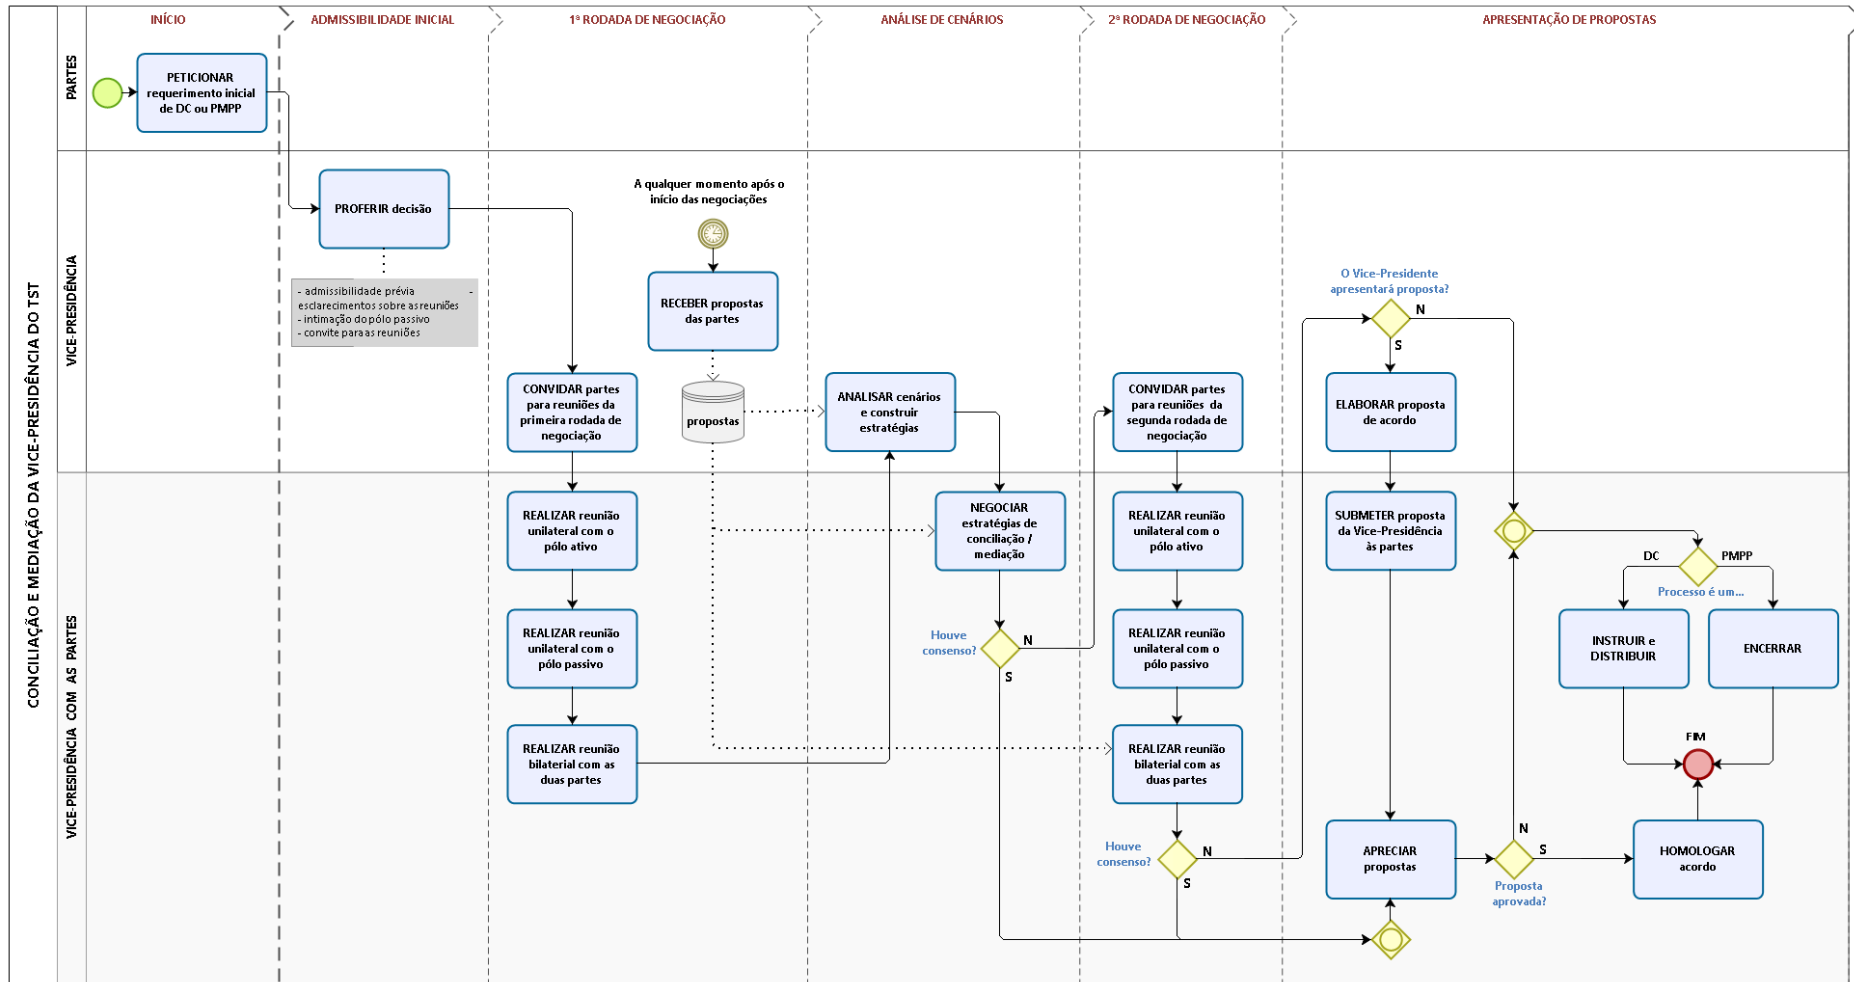 CONCILIAÇÃO E MEDIAÇÃO DA VICE-PRESIDÊNCIA DO TST
INÍCIO
ADMISSIBILIDADE INICIAL
1ª RODADA DE NEGOCIAÇÃO
ANÁLISE DE CENÁRIOS
2ª RODADA DE NEGOCIAÇÃO
APRESENTAÇÃO DE PROPOSTAS
PARTES
PETICIONAR
requerimento inicial
de DC ou PMPP
VICE-PRESIDÊNCIA
PROFERIR decisão
- admissibilidade prévia -
esclarecimentos sobre as reuniões
- intimação do pólo passivo
- convite para as reuniões
A qualquer momento após o
início das negociações
RECEBER propostas
das partes
propostas
CONVIDAR partes
para reuniões da
primeira rodada de
negociação
ANALISAR cenários
e construir
estratégias
CONVIDAR partes
para reuniões da
segunda rodada de
negociação
O Vice-Presidente
apresentará proposta?
N
S
ELABORAR proposta
de acordo
VICE-PRESIDÊNCIA COM AS PARTES
REALIZAR reunião
unilateral com o
pólo ativo
REALIZAR reunião
unilateral com o
pólo passivo
REALIZAR reunião
bilaterial com as
duas partes
NEGOCIAR
estratégias de
conciliação /
mediação
Houve
consenso?
N
S
REALIZAR reunião
unilateral com o
pólo ativo
REALIZAR reunião
unilateral com o
pólo passivo
REALIZAR reunião
bilaterial com as
duas partes
Houve
consenso?
N
S
SUBMETER proposta
da Vice-Presidência
às partes
APRECIAR
propostas
Proposta
aprovada?
N
S
DC
PMPP
Processo é um...
INSTRUIR e
DISTRIBUIR
ENCERRAR
FIM
HOMOLOGAR
acordo